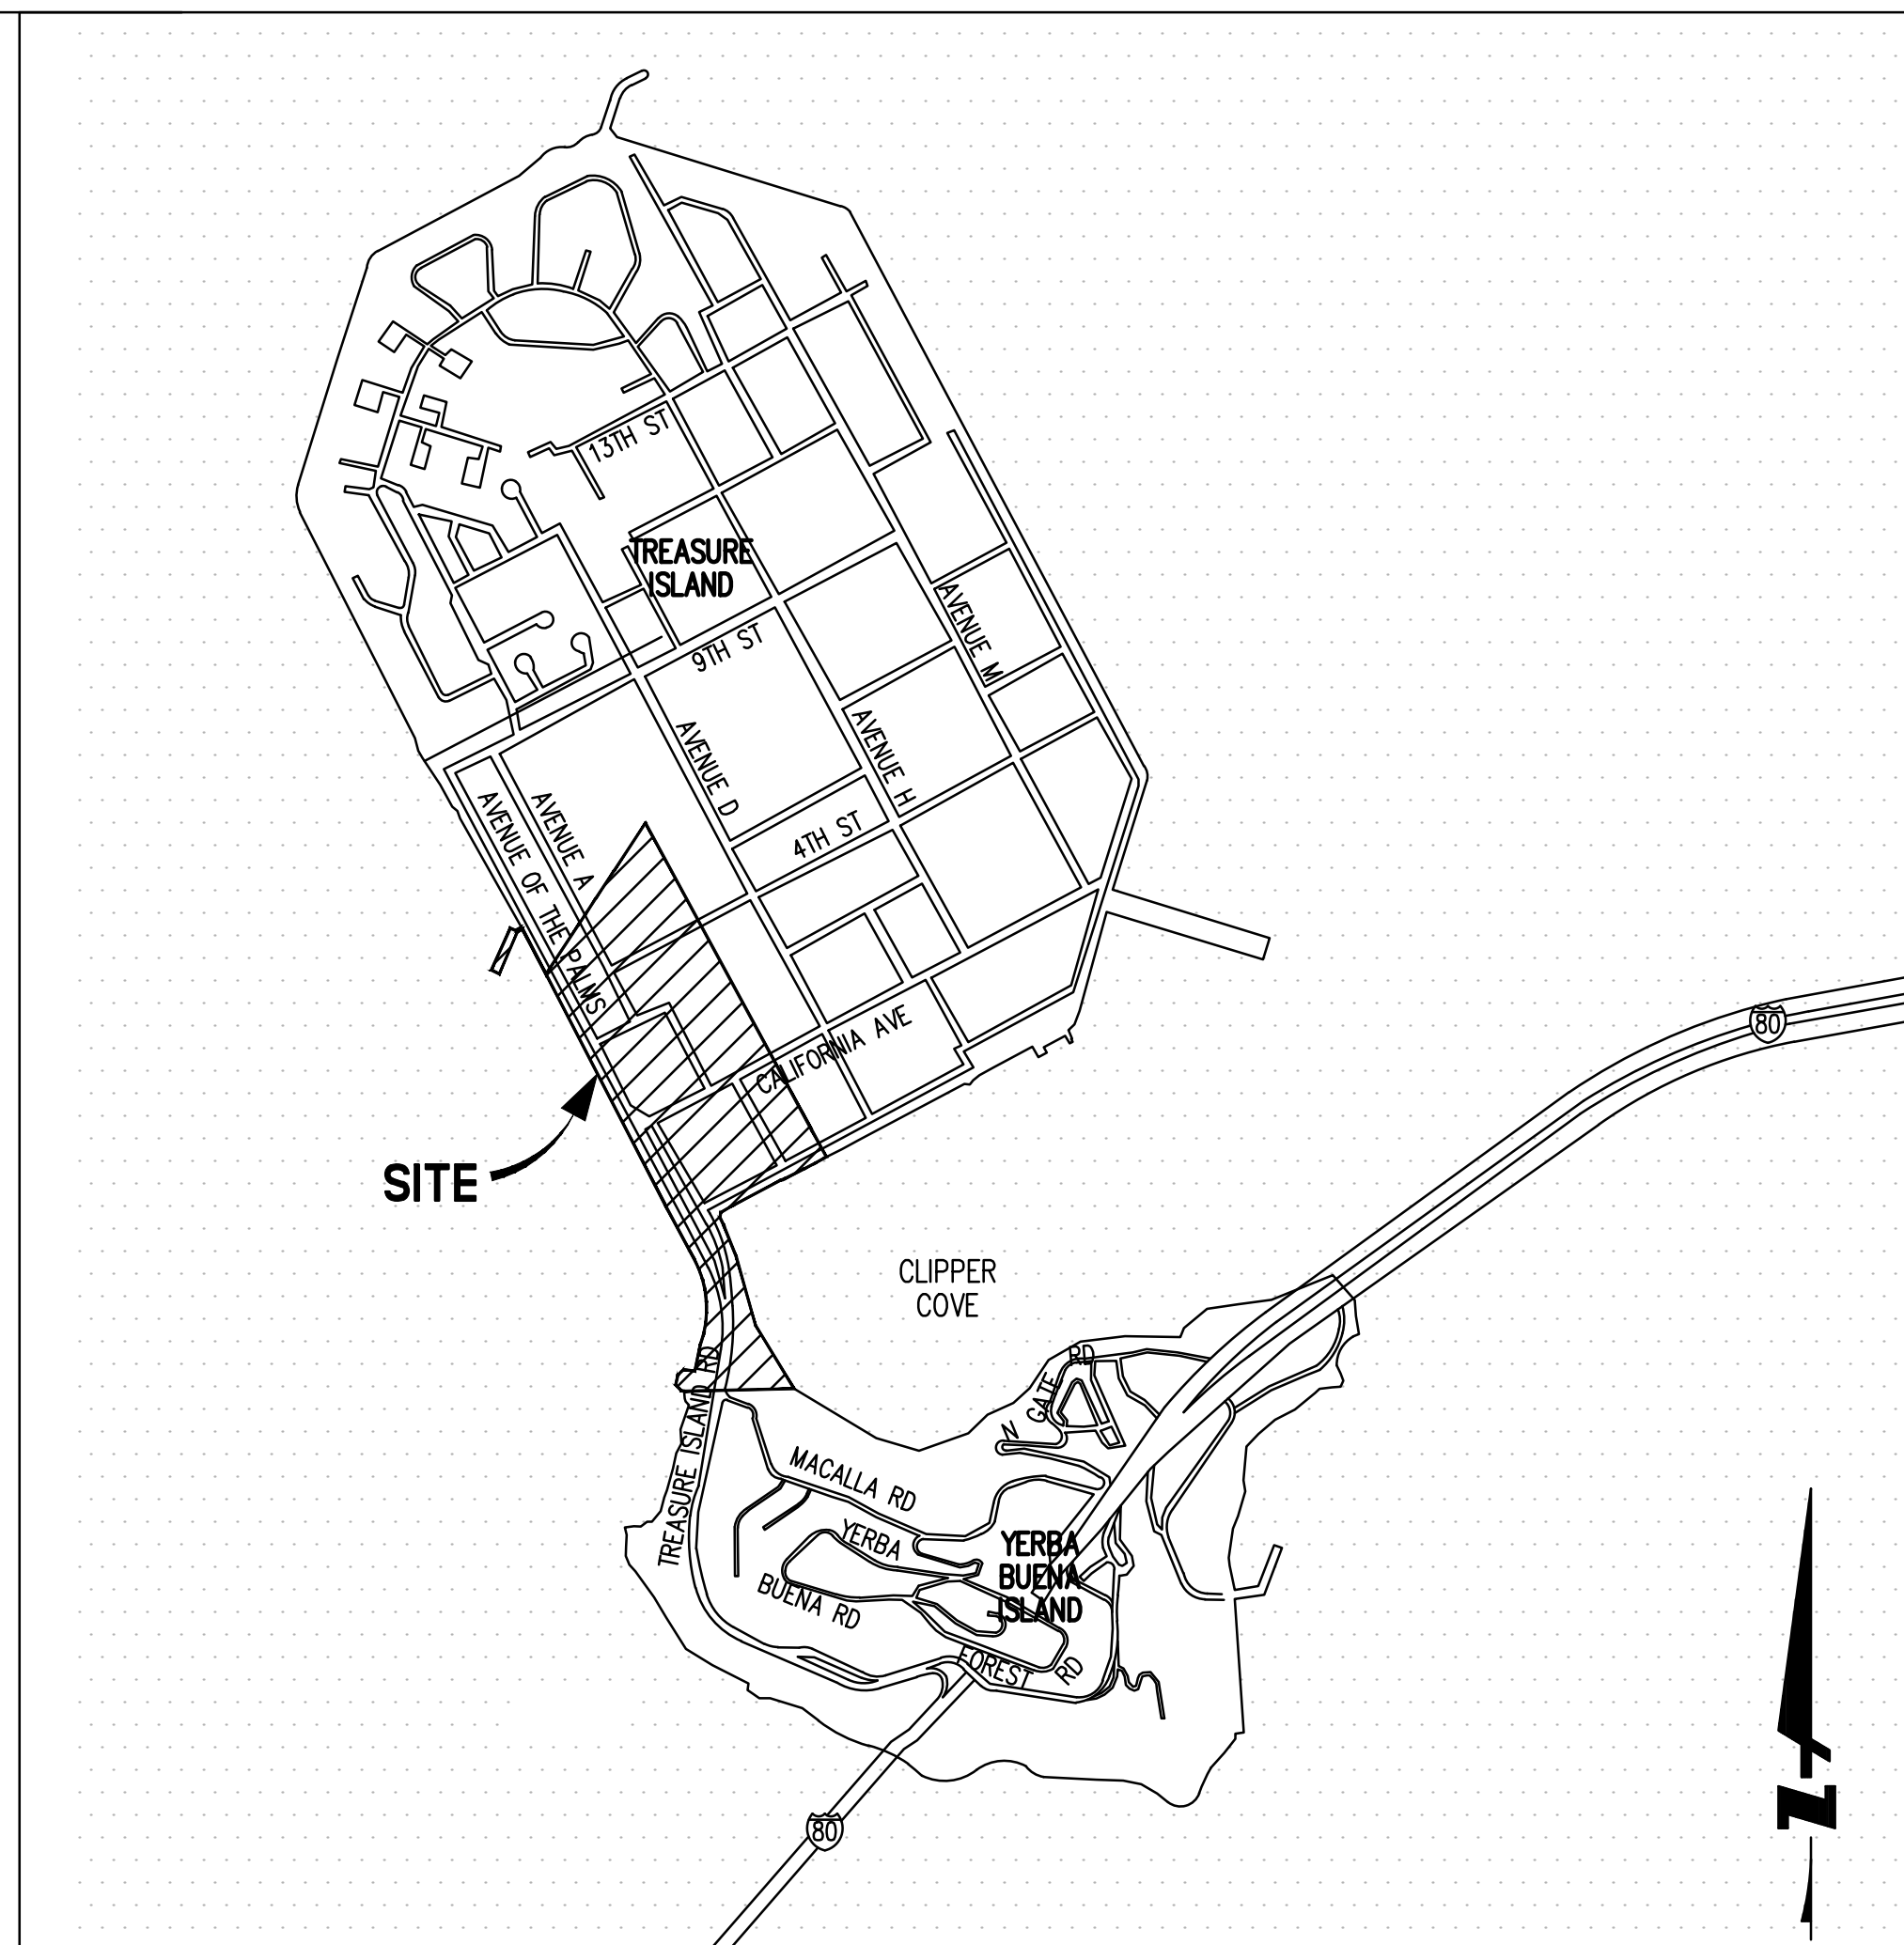 13TH ST
TREASURE
ISLAND
9TH ST
AVENUE M
AVENUE D
AVENUE H
AVENUE A
AVENUE OF THE PALMS
4TH ST
CALIFORNIA AVE
80
SITE
CLIPPER
COVE
TREASURE ISLAND RD
N GATE RD
MACALLA RD
YERBA
BUENA RD
YERBA
BUENA
ISLAND
FOREST RD
80
N